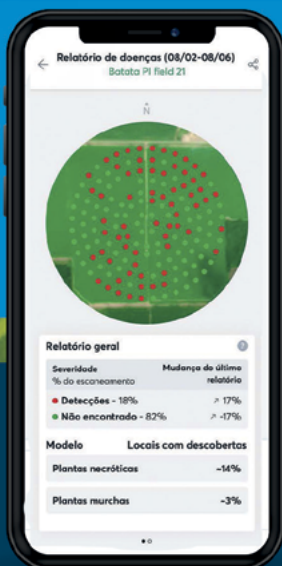 Relatório de doenças (08/02-08/06)
Batata PI field 21
N
Relatório geral ?
Severidade Mudança do último
% do escaneamento relatório
Detecções - 18% ↗ 17%
Não encontrado - 82% ↗ -17%
Modelo Locais com descobertas
Plantas necróticas -14%
Plantas murchas -3%